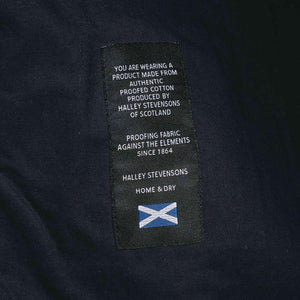 YOU ARE WEARING A
PRODUCT MADE FROM
AUTHENTIC
PROOFED COTTON
PRODUCED BY
HALLEY STEVENSONS
OF SCOTLAND
PROOFING FABRIC
AGAINST THE ELEMENTS
SINCE 1864
HALLEY STEVENSONS
HOME & DRY